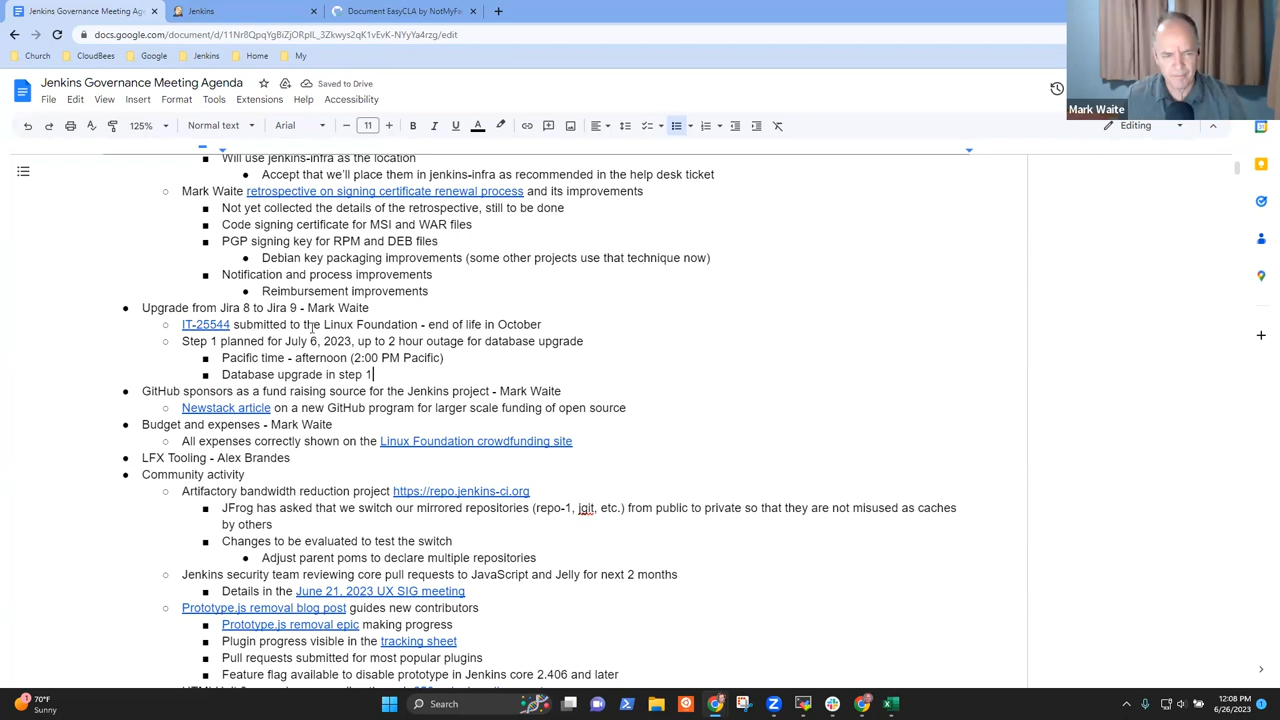 Jenkins Governance Meeting Ag
Jenkins
Document EasyCLA by NotMyFa
docs.google.com/document/d/11Nr8QpqYgBiZjORpIL_3Zkwys2qK1vEvK-NYyYa4rzg/edit
Church
CloudBees
Google
Jenkins
Home
My
Jenkins Governance Meeting Agenda
Saved to Drive
File Edit View Insert Format Tools Extensions Help Accessibility
Mark Waite
125%
Normal text
Arial
11
Editing
■ Will use jenkins-infra as the location
● Accept that we'll place them in jenkins-infra as recommended in the help desk ticket
○ Mark Waite retrospective on signing certificate renewal process and its improvements
■ Not yet collected the details of the retrospective, still to be done
■ Code signing certificate for MSI and WAR files
■ PGP signing key for RPM and DEB files
● Debian key packaging improvements (some other projects use that technique now)
■ Notification and process improvements
● Reimbursement improvements
● Upgrade from Jira 8 to Jira 9 - Mark Waite
○ IT-25544 submitted to the Linux Foundation - end of life in October
○ Step 1 planned for July 6, 2023, up to 2 hour outage for database upgrade
■ Pacific time - afternoon (2:00 PM Pacific)
■ Database upgrade in step 1
● GitHub sponsors as a fund raising source for the Jenkins project - Mark Waite
○ Newstack article on a new GitHub program for larger scale funding of open source
● Budget and expenses - Mark Waite
○ All expenses correctly shown on the Linux Foundation crowdfunding site
● LFX Tooling - Alex Brandes
● Community activity
○ Artifactory bandwidth reduction project https://repo.jenkins-ci.org
■ JFrog has asked that we switch our mirrored repositories (repo-1, jgit, etc.) from public to private so that they are not misused as caches
by others
■ Changes to be evaluated to test the switch
● Adjust parent poms to declare multiple repositories
○ Jenkins security team reviewing core pull requests to JavaScript and Jelly for next 2 months
■ Details in the June 21, 2023 UX SIG meeting
○ Prototype.js removal blog post guides new contributors
■ Prototype.js removal epic making progress
■ Plugin progress visible in the tracking sheet
■ Pull requests submitted for most popular plugins
■ Feature flag available to disable prototype in Jenkins core 2.406 and later
70°F
Sunny
Search
12:08 PM
6/26/2023